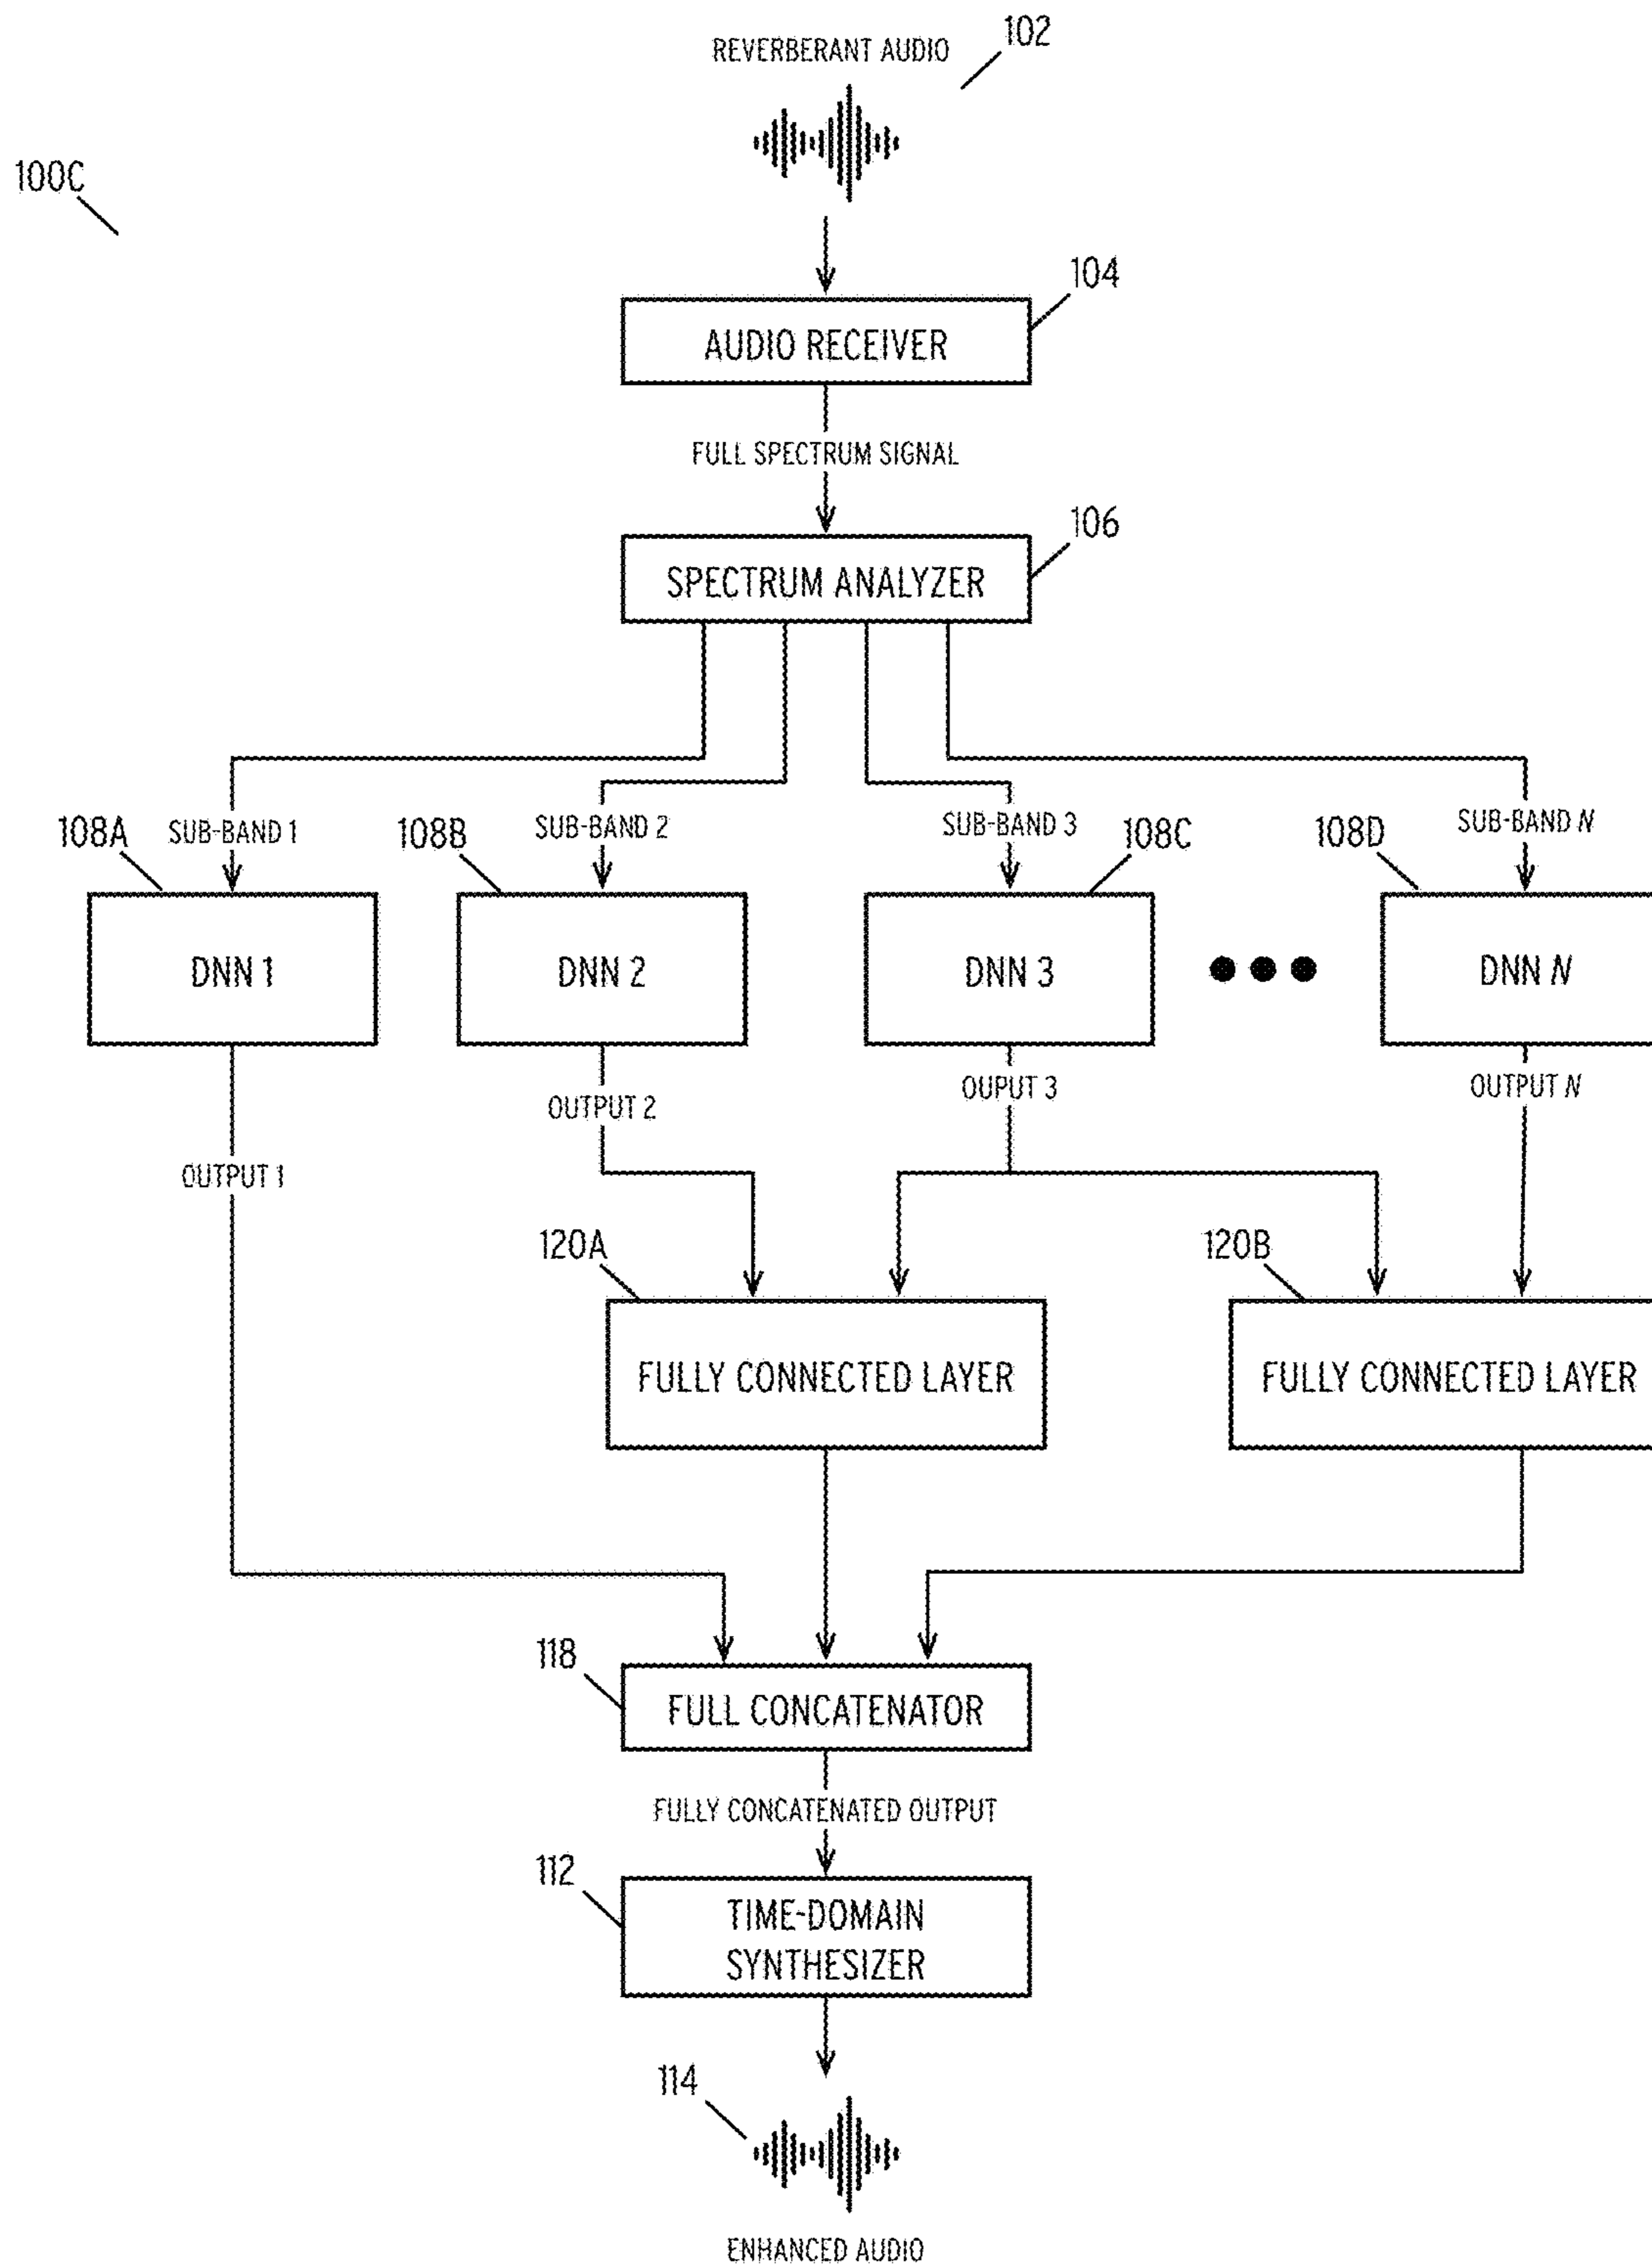 REVERBERANT AUDIO
102
100C
104
AUDIO RECEIVER
FULL SPECTRUM SIGNAL
106
SPECTRUM ANALYZER
108A
SUB-BAND 1
108B
SUB-BAND 2
SUB-BAND 3
108C
108D
SUB-BAND N
DNN 1
DNN 2
DNN 3
DNN N
OUTPUT 1
OUTPUT 2
OUPUT 3
OUTPUT N
120A
120B
FULLY CONNECTED LAYER
FULLY CONNECTED LAYER
118
FULL CONCATENATOR
FULLY CONCATENATED OUTPUT
112
TIME-DOMAIN
SYNTHESIZER
114
ENHANCED AUDIO